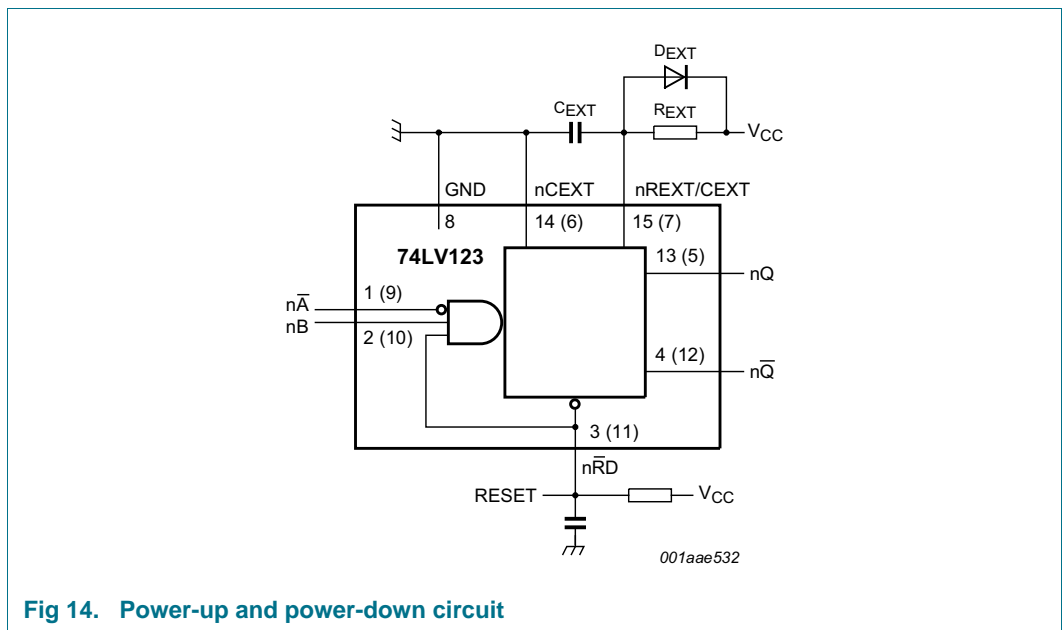 DEXT
CEXT
REXT
VCC
GND
nCEXT
nREXT/CEXT
8
14 (6)
15 (7)
74LV123
13 (5)
nQ
1 (9)
nA̅
nB
2 (10)
4 (12)
nQ̅
3 (11)
nR̅D
RESET
VCC
001aae532
Fig 14. Power-up and power-down circuit